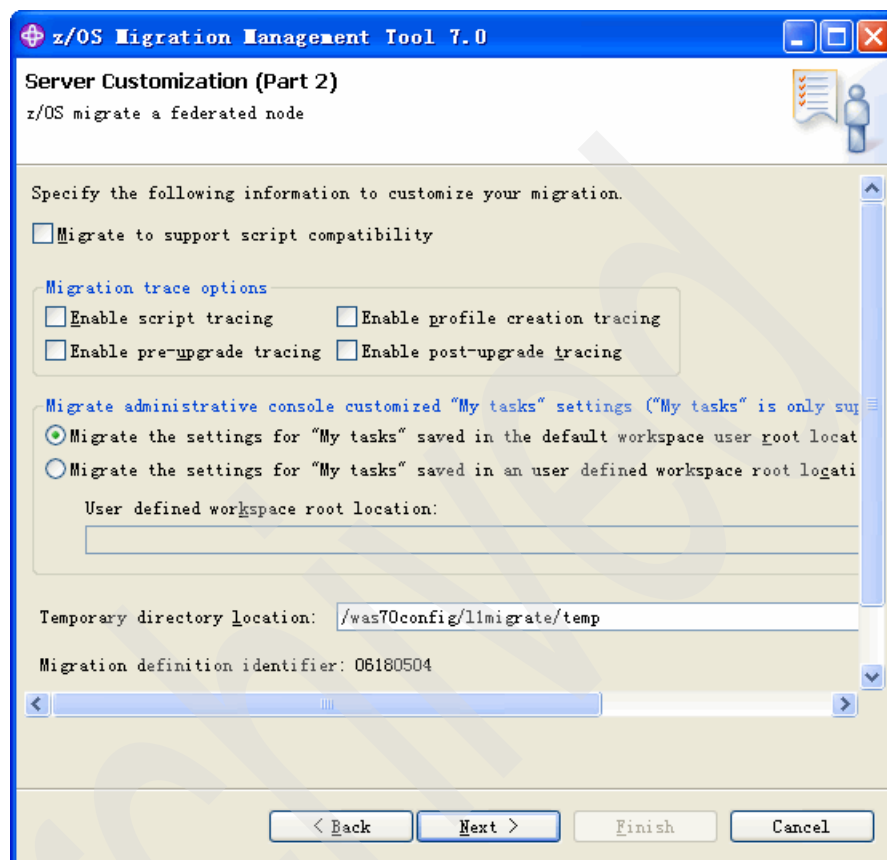 z/OS Migration Management Tool 7.0
Server Customization (Part 2)
z/OS migrate a federated node
Specify the following information to customize your migration.
Migrate to support script compatibility
Migration trace options
Enable script tracing Enable profile creation tracing
Enable pre-upgrade tracing Enable post-upgrade tracing
Migrate administrative console customized "My tasks" settings ("My tasks" is only sup
Migrate the settings for "My tasks" saved in the default workspace user root locat
Migrate the settings for "My tasks" saved in an user defined workspace root locati
User defined workspace root location:
Temporary directory location: /was70config/l1migrate/temp
Migration definition identifier: 06180504
< Back Next > Finish Cancel